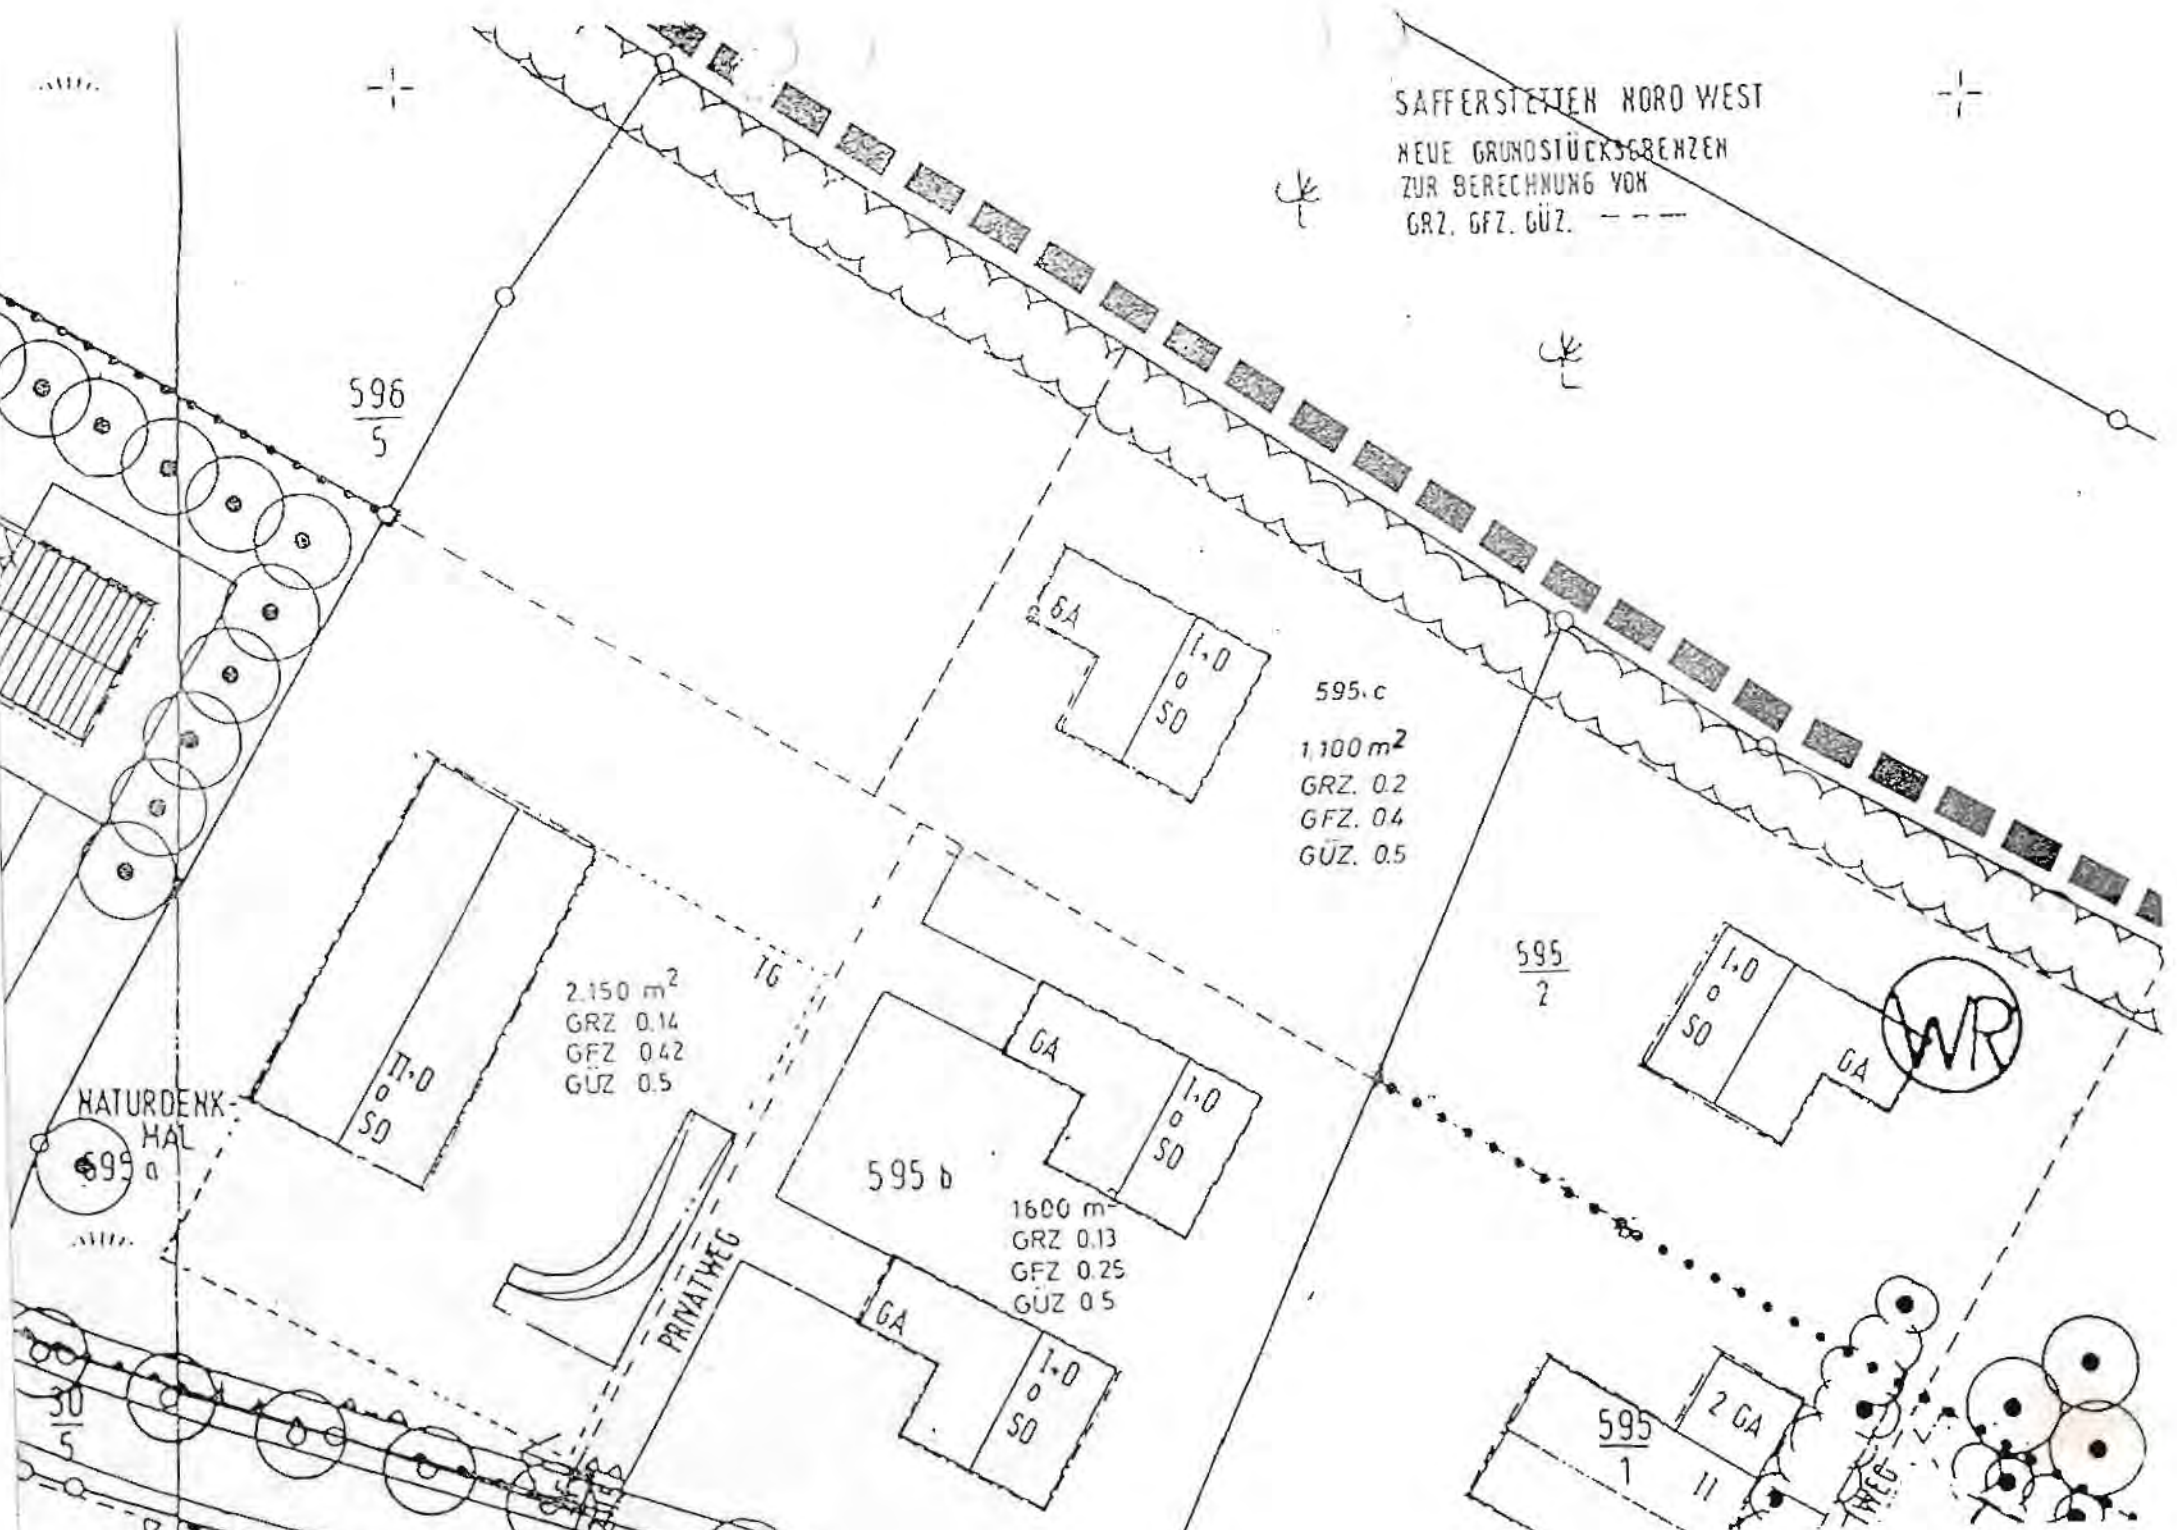 SAFFERSTETTEN NORD WEST
NEUE GRUNDSTÜCKSGRENZEN
ZUR BERECHNUNG VON
GRZ. GFZ. GÜZ. ----
596
5
GA
I+D
o
SD
595.c
1,100 m²
GRZ. 0.2
GFZ. 0.4
GÜZ. 0.5
595
2
I+D
o
SD
GA
WR
TG
2.150 m²
GRZ 0.14
GFZ 0.42
GÜZ 0.5
II+D
o
SD
GA
I+D
o
SD
NATURDENK-
MAL
595 a
595 b
1600 m²
GRZ 0.13
GFZ 0.25
GÜZ 0.5
PRIVATWEG
GA
I+D
o
SD
30
5
2 GA
595
1
II
WEG